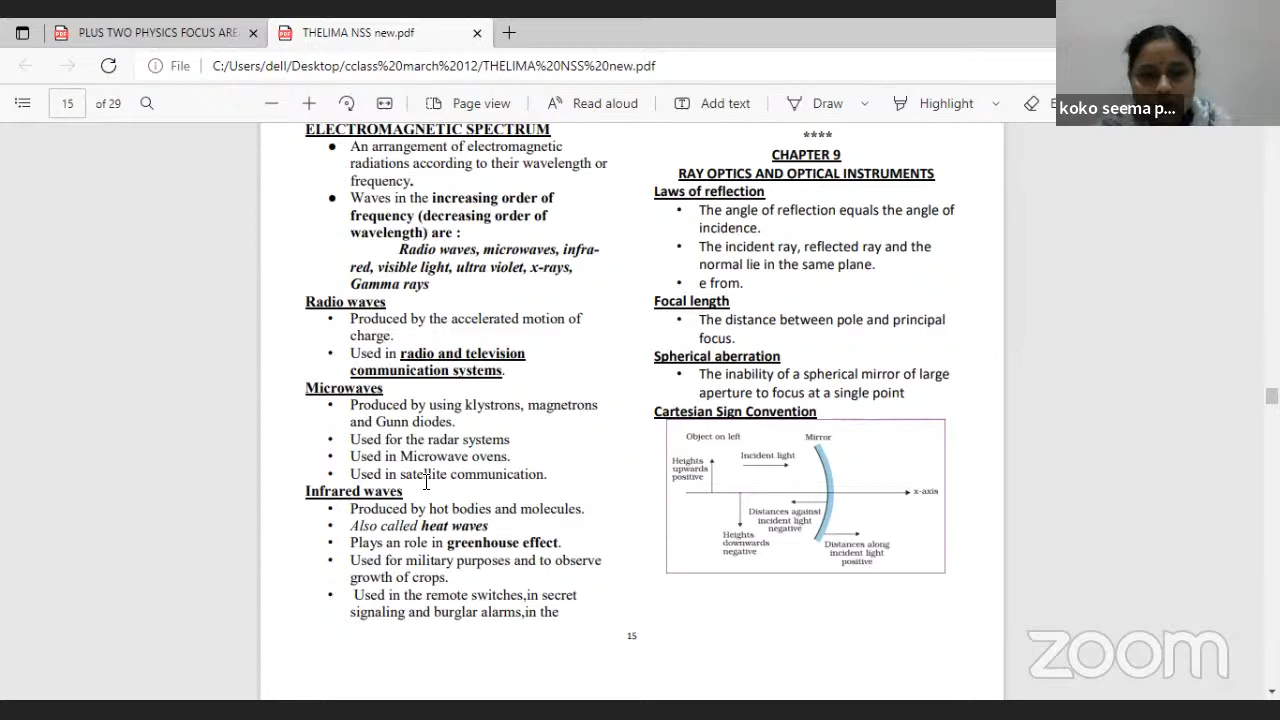 PLUS TWO PHYSICS FOCUS ARE
THELIMA NSS new.pdf
File
C:/Users/dell/Desktop/cclass%20march%2012/THELIMA%20NSS%20new.pdf
15 of 29
Page view
Read aloud
Add text
Draw
Highlight
koko seema p...
ELECTROMAGNETIC SPECTRUM
● An arrangement of electromagnetic
radiations according to their wavelength or
frequency.
● Waves in the increasing order of
frequency (decreasing order of
wavelength) are :
Radio waves, microwaves, infra-
red, visible light, ultra violet, x-rays,
Gamma rays
Radio waves
• Produced by the accelerated motion of
charge.
• Used in radio and television
communication systems.
Microwaves
• Produced by using klystrons, magnetrons
and Gunn diodes.
• Used for the radar systems
• Used in Microwave ovens.
• Used in satellite communication.
Infrared waves
• Produced by hot bodies and molecules.
• Also called heat waves
• Plays an role in greenhouse effect.
• Used for military purposes and to observe
growth of crops.
• Used in the remote switches,in secret
signaling and burglar alarms,in the
****
CHAPTER 9
RAY OPTICS AND OPTICAL INSTRUMENTS
Laws of reflection
• The angle of reflection equals the angle of
incidence.
• The incident ray, reflected ray and the
normal lie in the same plane.
• e from.
Focal length
• The distance between pole and principal
focus.
Spherical aberration
• The inability of a spherical mirror of large
aperture to focus at a single point
Cartesian Sign Convention
Object on left
Mirror
Heights
upwards
positive
Incident light
x-axis
Distances against
incident light
negative
Heights
downwards
negative
Distances along
incident light
positive
15
zoom